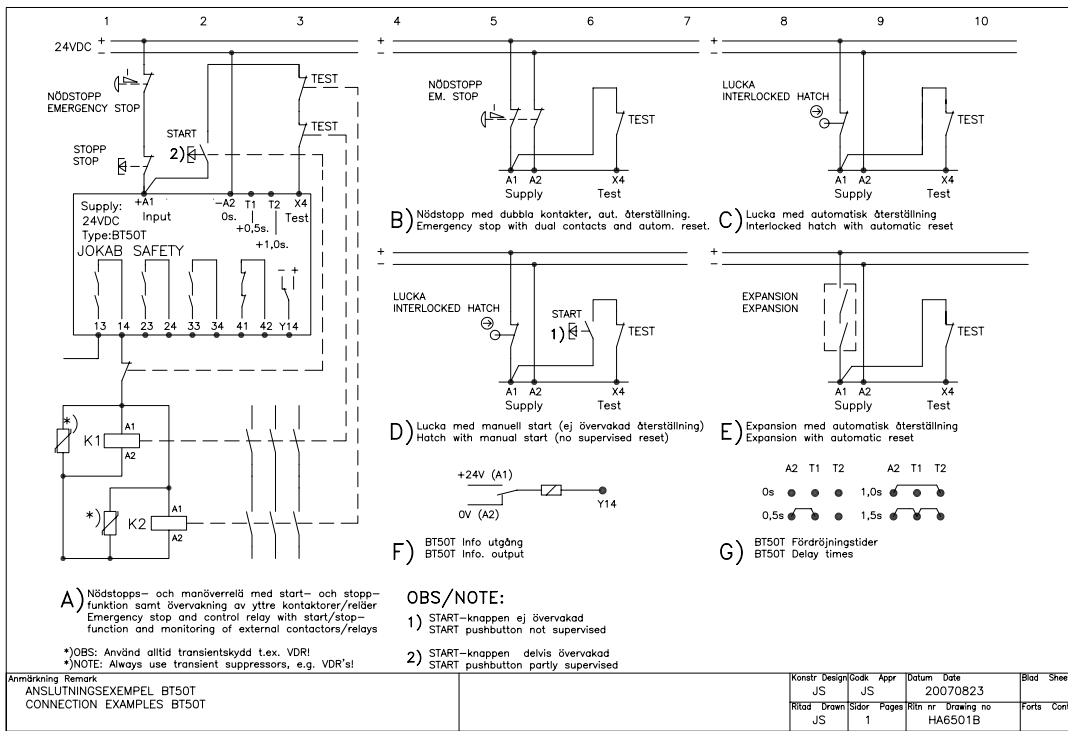 1 2 3 4 5 6 7 8 9 10
24VDC
+
−
NÖDSTOPP
EMERGENCY STOP
TEST
TEST
START
2)
STOPP
STOP
+A1 −A2 T1 T2 X4
Supply:
24VDC
Type:BT50T
Input
0s.
+0,5s.
+1,0s.
Test
JOKAB SAFETY
− +
13 14 23 24 33 34 41 42 Y14
*)
K1
A1
A2
*)
K2
A1
A2
A) Nödstopps− och manöverrelä med start− och stopp−
funktion samt övervakning av yttre kontaktorer/reläer
Emergency stop and control relay with start/stop−
function and monitoring of external contactors/relays
*)OBS: Använd alltid transientskydd t.ex. VDR!
*)NOTE: Always use transient suppressors, e.g. VDR's!
+
−
NÖDSTOPP
EM. STOP
TEST
A1 A2 X4
Supply Test
B) Nödstopp med dubbla kontakter, aut. återställning.
Emergency stop with dual contacts and autom. reset.
+
−
LUCKA
INTERLOCKED HATCH
TEST
A1 A2 X4
Supply Test
C) Lucka med automatisk återställning
Interlocked hatch with automatic reset
+
−
LUCKA
INTERLOCKED HATCH
START
1)
TEST
A1 A2 X4
Supply Test
D) Lucka med manuell start (ej övervakad återställning)
Hatch with manual start (no supervised reset)
+
−
EXPANSION
EXPANSION
TEST
A1 A2 X4
Supply Test
E) Expansion med automatisk återställning
Expansion with automatic reset
+24V (A1)
0V (A2)
Y14
F) BT50T Info utgång
BT50T Info. output
A2 T1 T2 A2 T1 T2
0s 1,0s
0,5s 1,5s
G) BT50T Fördröjningstider
BT50T Delay times
OBS/NOTE:
1) START−knappen ej övervakad
START pushbutton not supervised
2) START−knappen delvis övervakad
START pushbutton partly supervised
Anmärkning Remark
ANSLUTNINGSEXEMPEL BT50T
CONNECTION EXAMPLES BT50T
Konstr Design Godk Appr Datum Date Blad
JS JS 20070823
Ritad Drawn Sidor Pages Ritn nr Drawing no Forts
JS 1 HA6501B